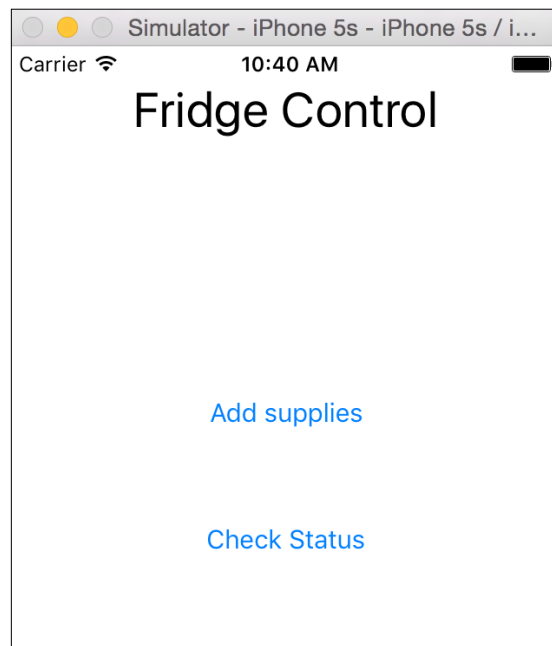 Simulator - iPhone 5s - iPhone 5s / i...
Carrier 10:40 AM
Fridge Control
Add supplies
Check Status